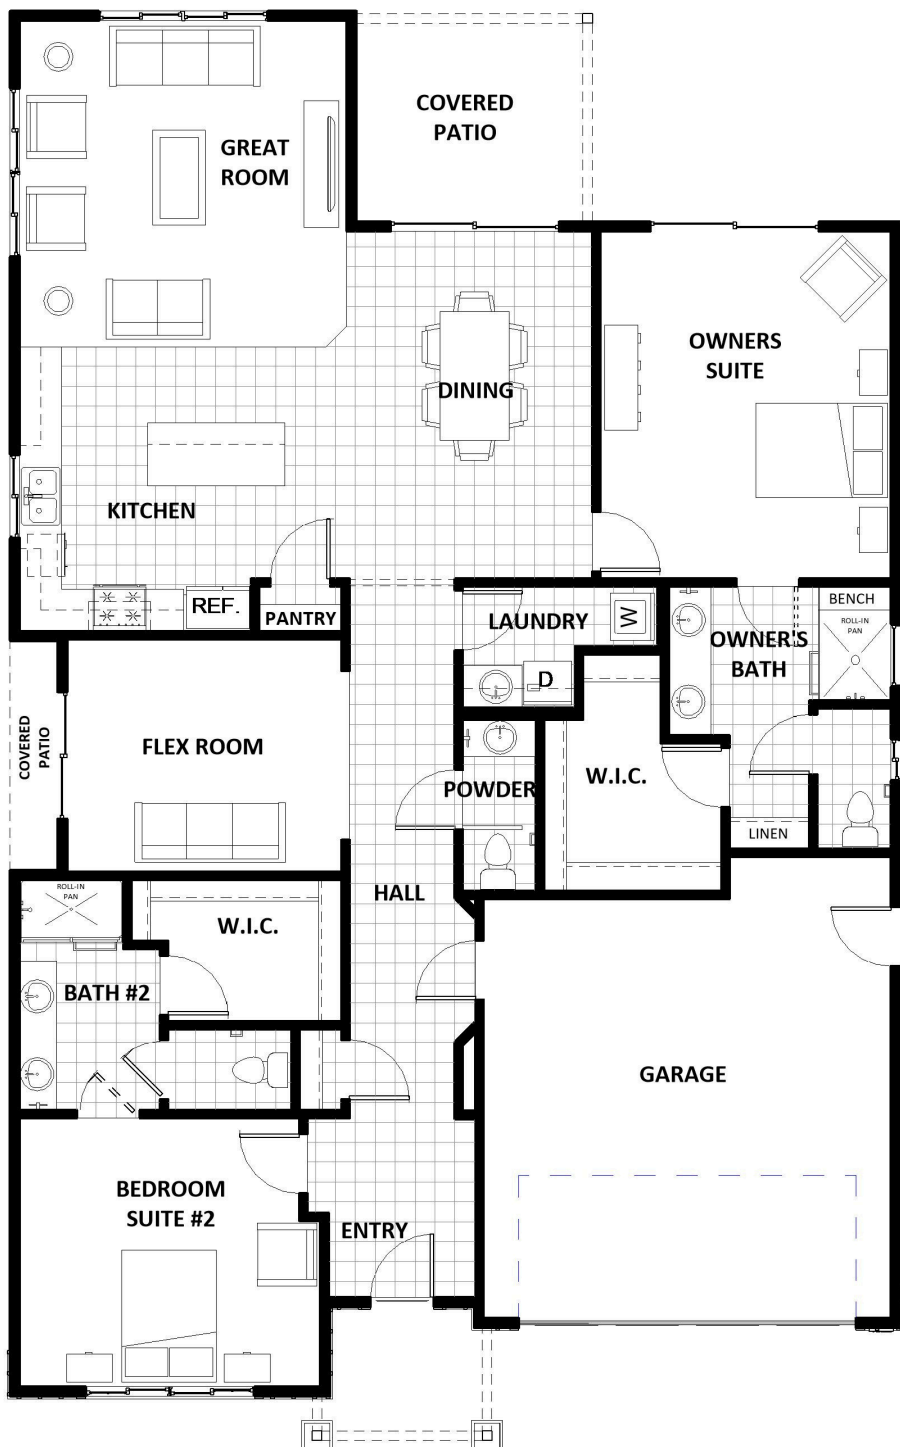 COVERED
PATIO
GREAT
ROOM
OWNERS
SUITE
DINING
KITCHEN
REF.
PANTRY
LAUNDRY
W
D
BENCH
ROLL-IN
PAN
OWNER'S
BATH
COVERED
PATIO
FLEX ROOM
W.I.C.
POWDER
LINEN
HALL
ROLL-IN
PAN
W.I.C.
BATH #2
GARAGE
BEDROOM
SUITE #2
ENTRY